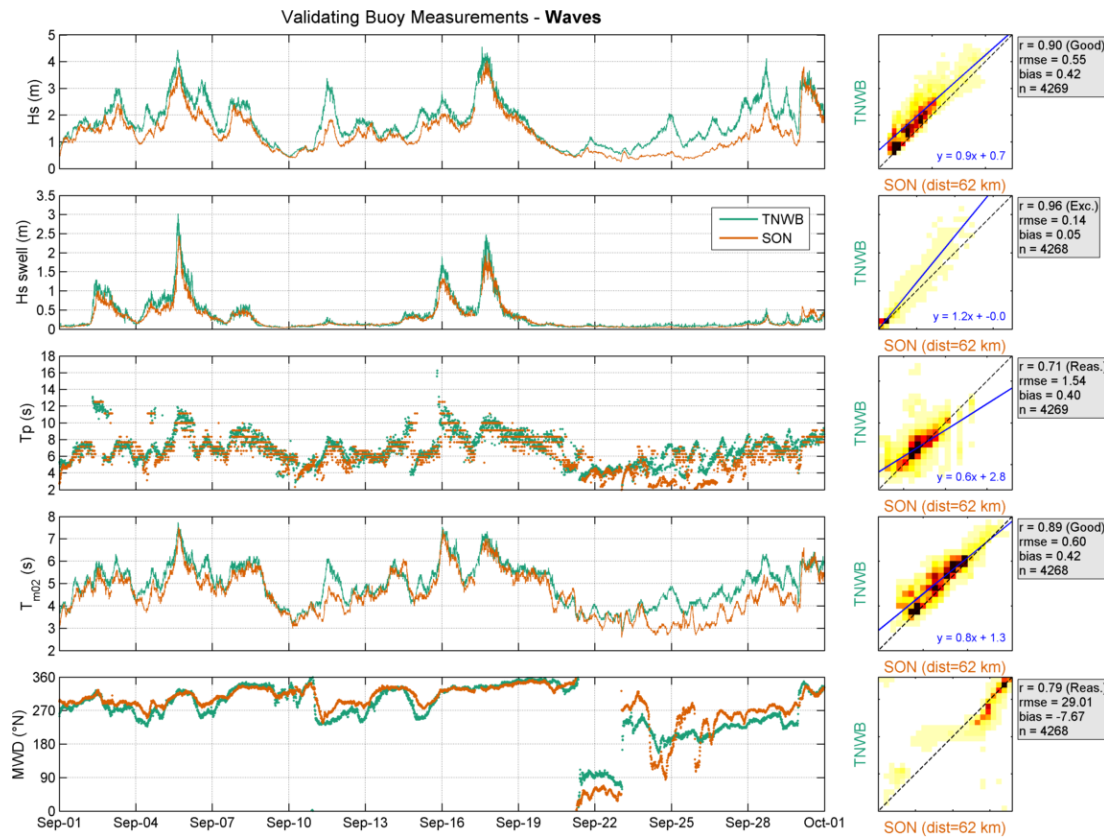 Validating Buoy Measurements - Waves
Hs (m)
5
4
3
2
1
0
TNWB
y = 0.9x + 0.7
SON (dist=62 km)
r = 0.90 (Good)
rmse = 0.55
bias = 0.42
n = 4269
Hs swell (m)
3.5
3
2.5
2
1.5
1
0.5
0
TNWB
SON
TNWB
y = 1.2x + -0.0
SON (dist=62 km)
r = 0.96 (Exc.)
rmse = 0.14
bias = 0.05
n = 4268
Tp (s)
18
16
14
12
10
8
6
4
2
TNWB
y = 0.6x + 2.8
SON (dist=62 km)
r = 0.71 (Reas.)
rmse = 1.54
bias = 0.40
n = 4269
Tm02 (s)
8
7
6
5
4
3
2
TNWB
y = 0.8x + 1.3
SON (dist=62 km)
r = 0.89 (Good)
rmse = 0.60
bias = 0.42
n = 4268
MWD (°N)
360
270
180
90
0
Sep-01 Sep-04 Sep-07 Sep-10 Sep-13 Sep-16 Sep-19 Sep-22 Sep-25 Sep-28 Oct-01
TNWB
SON (dist=62 km)
r = 0.79 (Reas.)
rmse = 29.01
bias = -7.67
n = 4268